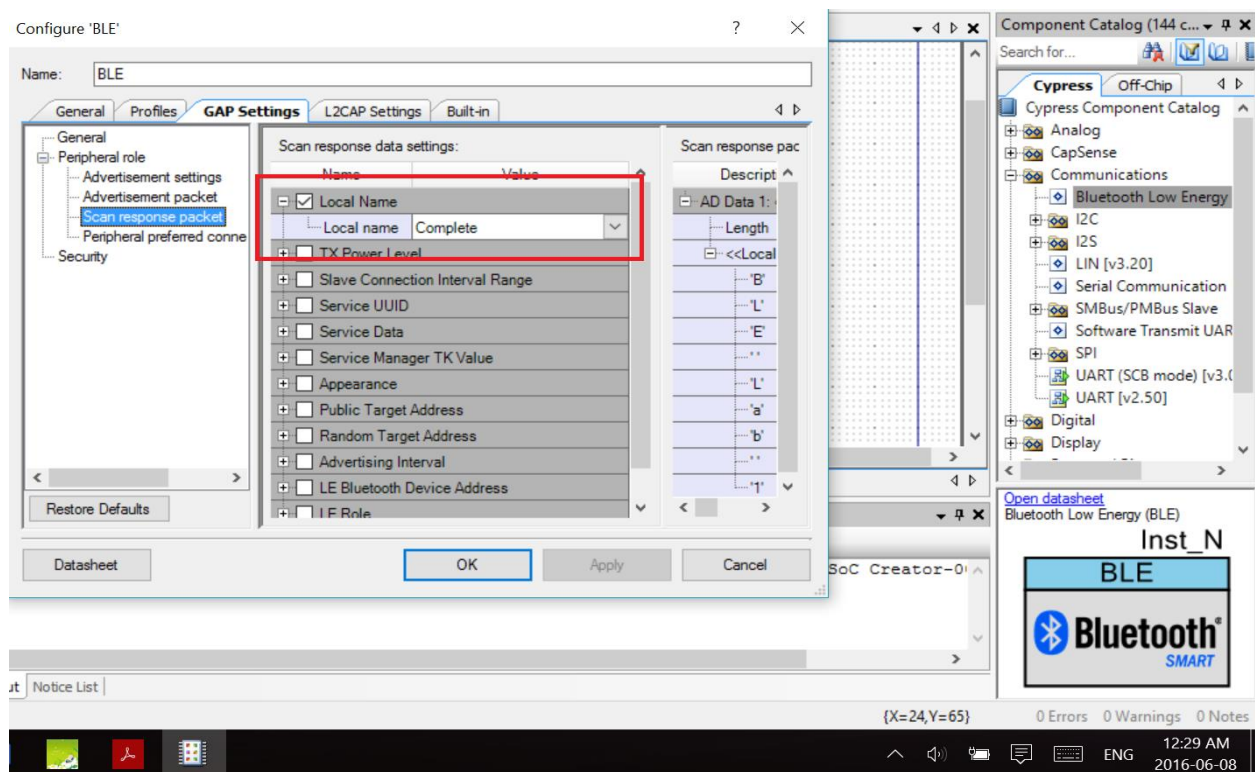 Configure 'BLE'
?
Name: BLE
General Profiles GAP Settings L2CAP Settings Built-in
General
Peripheral role
Advertisement settings
Advertisement packet
Scan response packet
Peripheral preferred conne
Security
Restore Defaults
Scan response data settings:
Name Value
Local Name
Local name Complete
TX Power Level
Slave Connection Interval Range
Service UUID
Service Data
Service Manager TK Value
Appearance
Public Target Address
Random Target Address
Advertising Interval
LE Bluetooth Device Address
LE Role
Scan response pac
Descript
AD Data 1:
Length
<<Local
'B'
'L'
'E'
' '
'L'
'a'
'b'
' '
'1'
Datasheet OK Apply Cancel
SoC Creator-0
ut Notice List
Component Catalog (144 c...
Search for...
Cypress Off-Chip
Cypress Component Catalog
Analog
CapSense
Communications
Bluetooth Low Energy
I2C
I2S
LIN [v3.20]
Serial Communication
SMBus/PMBus Slave
Software Transmit UAR
SPI
UART (SCB mode) [v3.0
UART [v2.50]
Digital
Display
Open datasheet
Bluetooth Low Energy (BLE)
Inst_N
BLE
Bluetooth
SMART
{X=24,Y=65} 0 Errors 0 Warnings 0 Notes
ENG
12:29 AM
2016-06-08